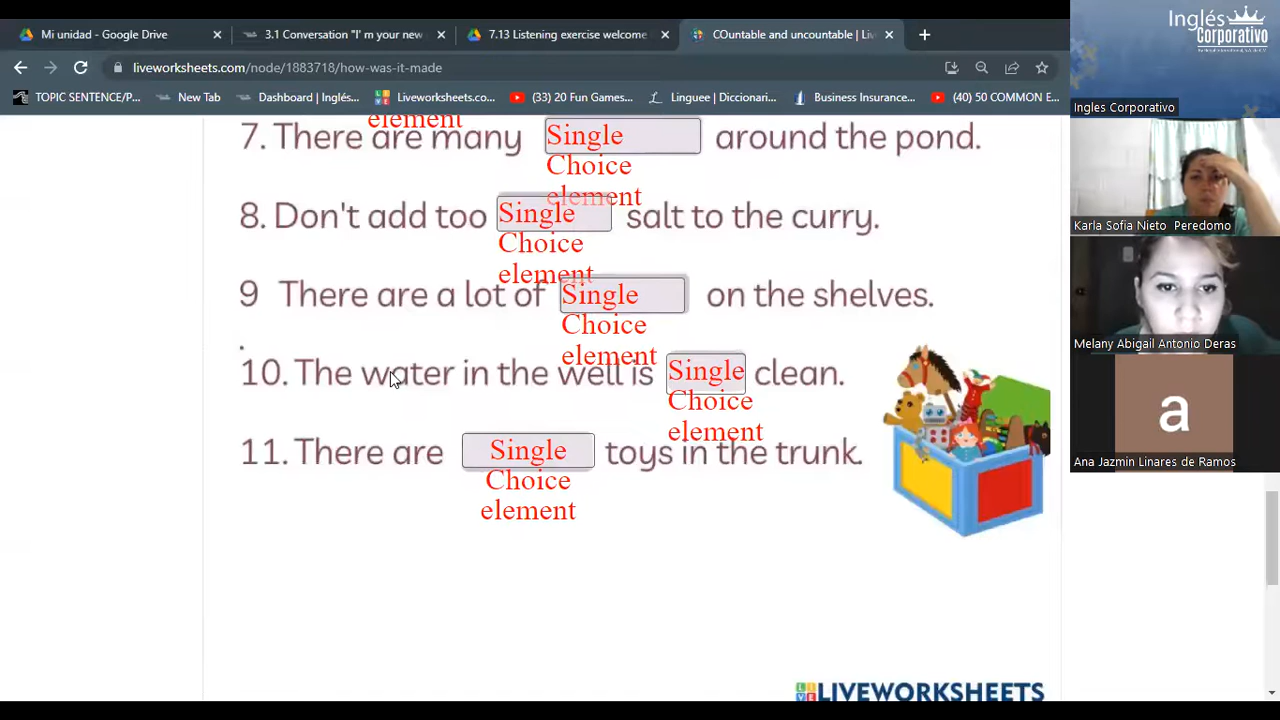 Mi unidad - Google Drive
3.1 Conversation "I' m your new
7.13 Listening exercise welcome
COuntable and uncountable | Liv
liveworksheets.com/node/1883718/how-was-it-made
TOPIC SENTENCE/P...
New Tab
Dashboard | Inglés...
Liveworksheets.co...
(33) 20 Fun Games...
Linguee | Diccionari...
Business Insurance...
(40) 50 COMMON E...
element
7. There are many Single Choice element around the pond.
8. Don't add too Single Choice element salt to the curry.
9 There are a lot of Single Choice element on the shelves.
.
10. The water in the well is Single Choice element clean.
11. There are Single Choice element toys in the trunk.
LIVE LIVEWORKSHEETS
Inglés
Corporativo
Ingles Corporativo
Karla Sofia Nieto Peredomo
Melany Abigail Antonio Deras
a
Ana Jazmin Linares de Ramos